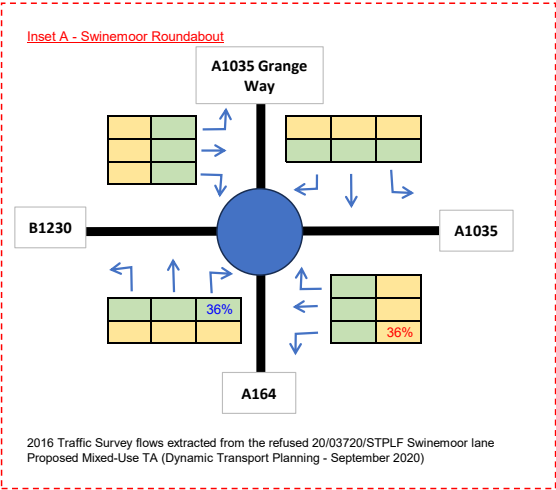 Inset A - Swinemoor Roundabout
A1035 Grange
Way
B1230
A1035
36%
36%
A164
2016 Traffic Survey flows extracted from the refused 20/03720/STPLF Swinemoor lane
Proposed Mixed-Use TA (Dynamic Transport Planning - September 2020)